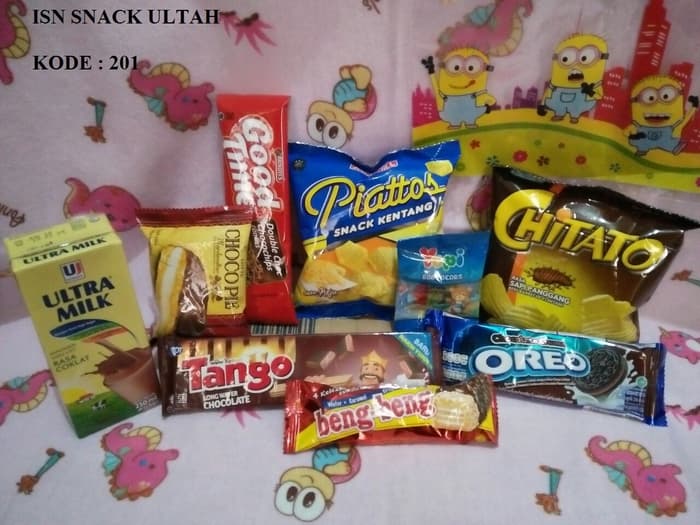 ISN SNACK ULTAH
KODE : 201
Good
Time
Double Choc
Chocochips
Piattos
SNACK KENTANG
CHITATO
SAPI PANGGANG
ULTRA MILK
ULTRA
MILK
RASA
COKLAT
CHOCOPIE
Yupi
Tango
LONG WAFER
CHOCOLATE
OREO
beng-beng